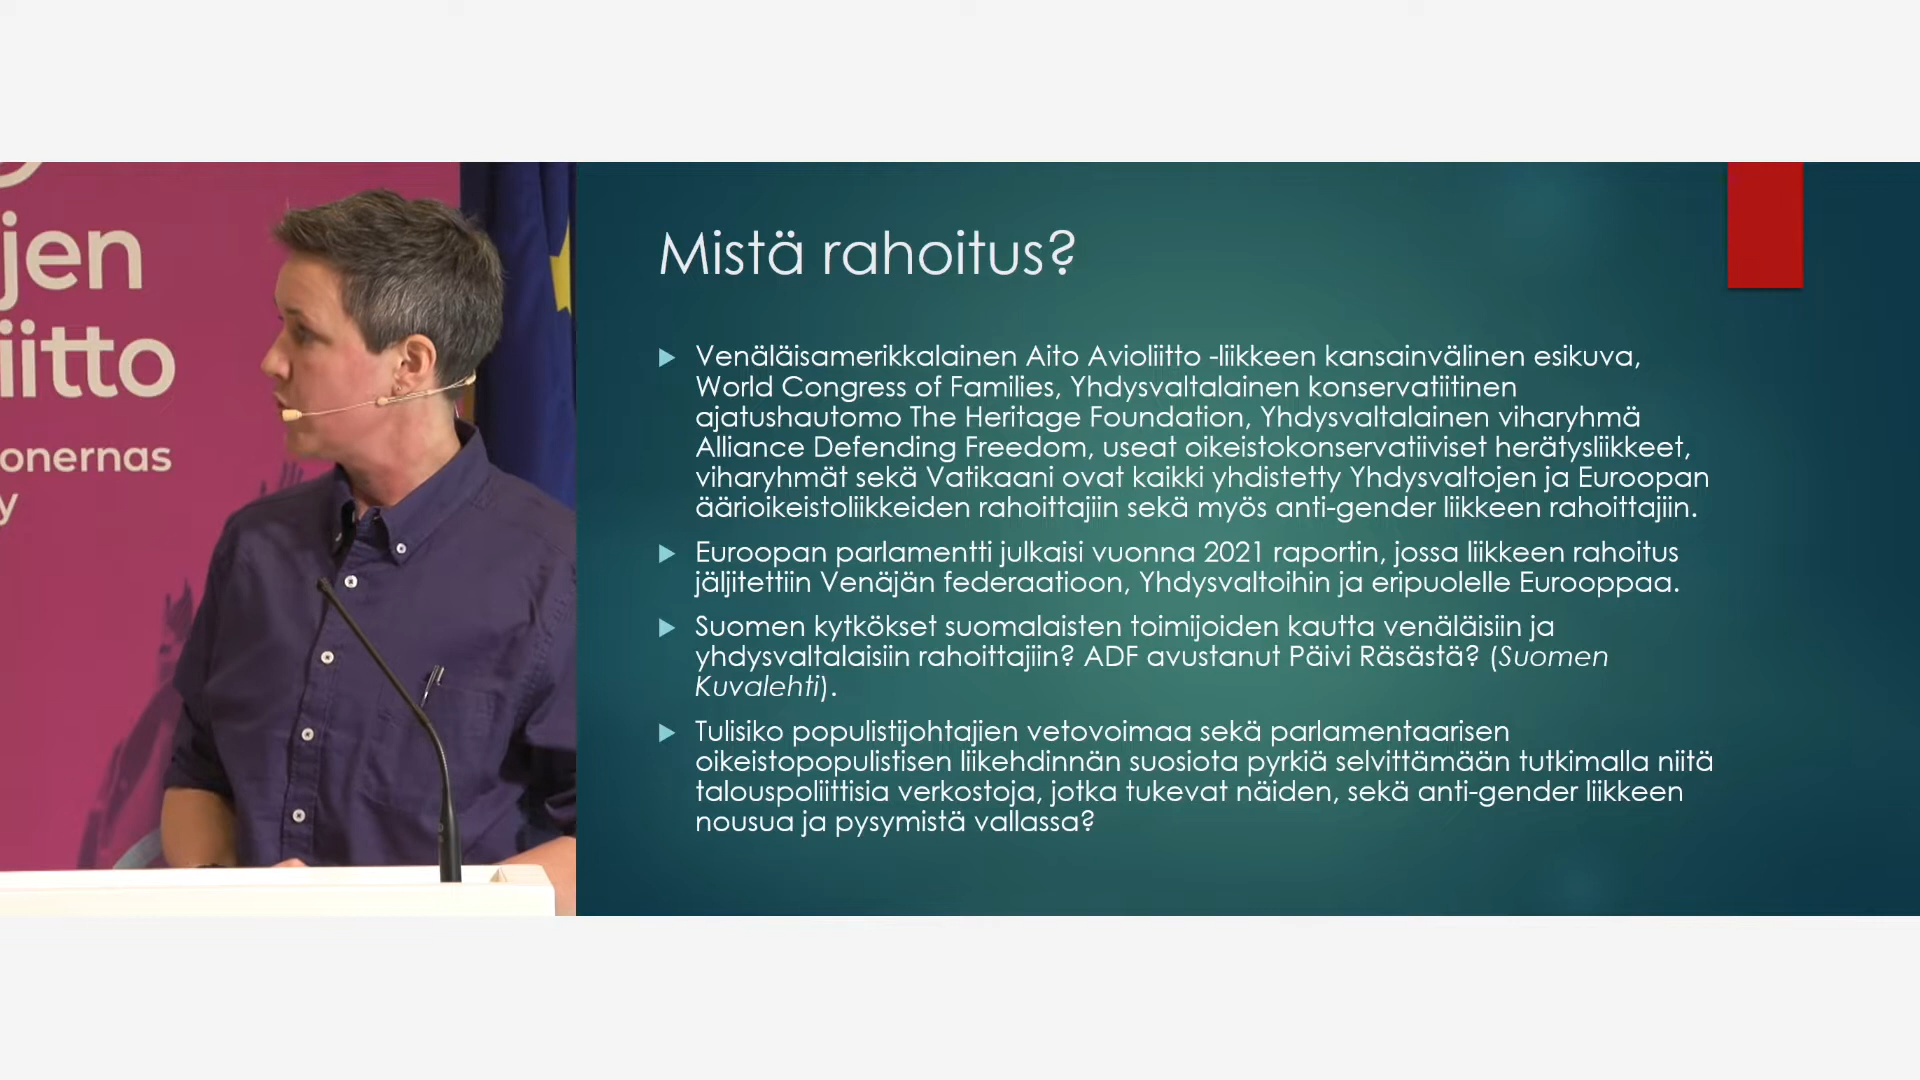 jen
iitto
onernas
y
Mistä rahoitus?
Venäläisamerikkalainen Aito Avioliitto -liikkeen kansainvälinen esikuva,
World Congress of Families, Yhdysvaltalainen konservatiitinen
ajatushautomo The Heritage Foundation, Yhdysvaltalainen viharyhmä
Alliance Defending Freedom, useat oikeistokonservatiiviset herätysliikkeet,
viharyhmät sekä Vatikaani ovat kaikki yhdistetty Yhdysvaltojen ja Euroopan
äärioikeistoliikkeiden rahoittajiin sekä myös anti-gender liikkeen rahoittajiin.
Euroopan parlamentti julkaisi vuonna 2021 raportin, jossa liikkeen rahoitus
jäljitettiin Venäjän federaatioon, Yhdysvaltoihin ja eripuolelle Eurooppaa.
Suomen kytkökset suomalaisten toimijoiden kautta venäläisiin ja
yhdysvaltalaisiin rahoittajiin? ADF avustanut Päivi Räsästä? (Suomen
Kuvalehti).
Tulisiko populistijohtajien vetovoimaa sekä parlamentaarisen
oikeistopopulistisen liikehdinnän suosiota pyrkiä selvittämään tutkimalla niitä
talouspoliittisia verkostoja, jotka tukevat näiden, sekä anti-gender liikkeen
nousua ja pysymistä vallassa?